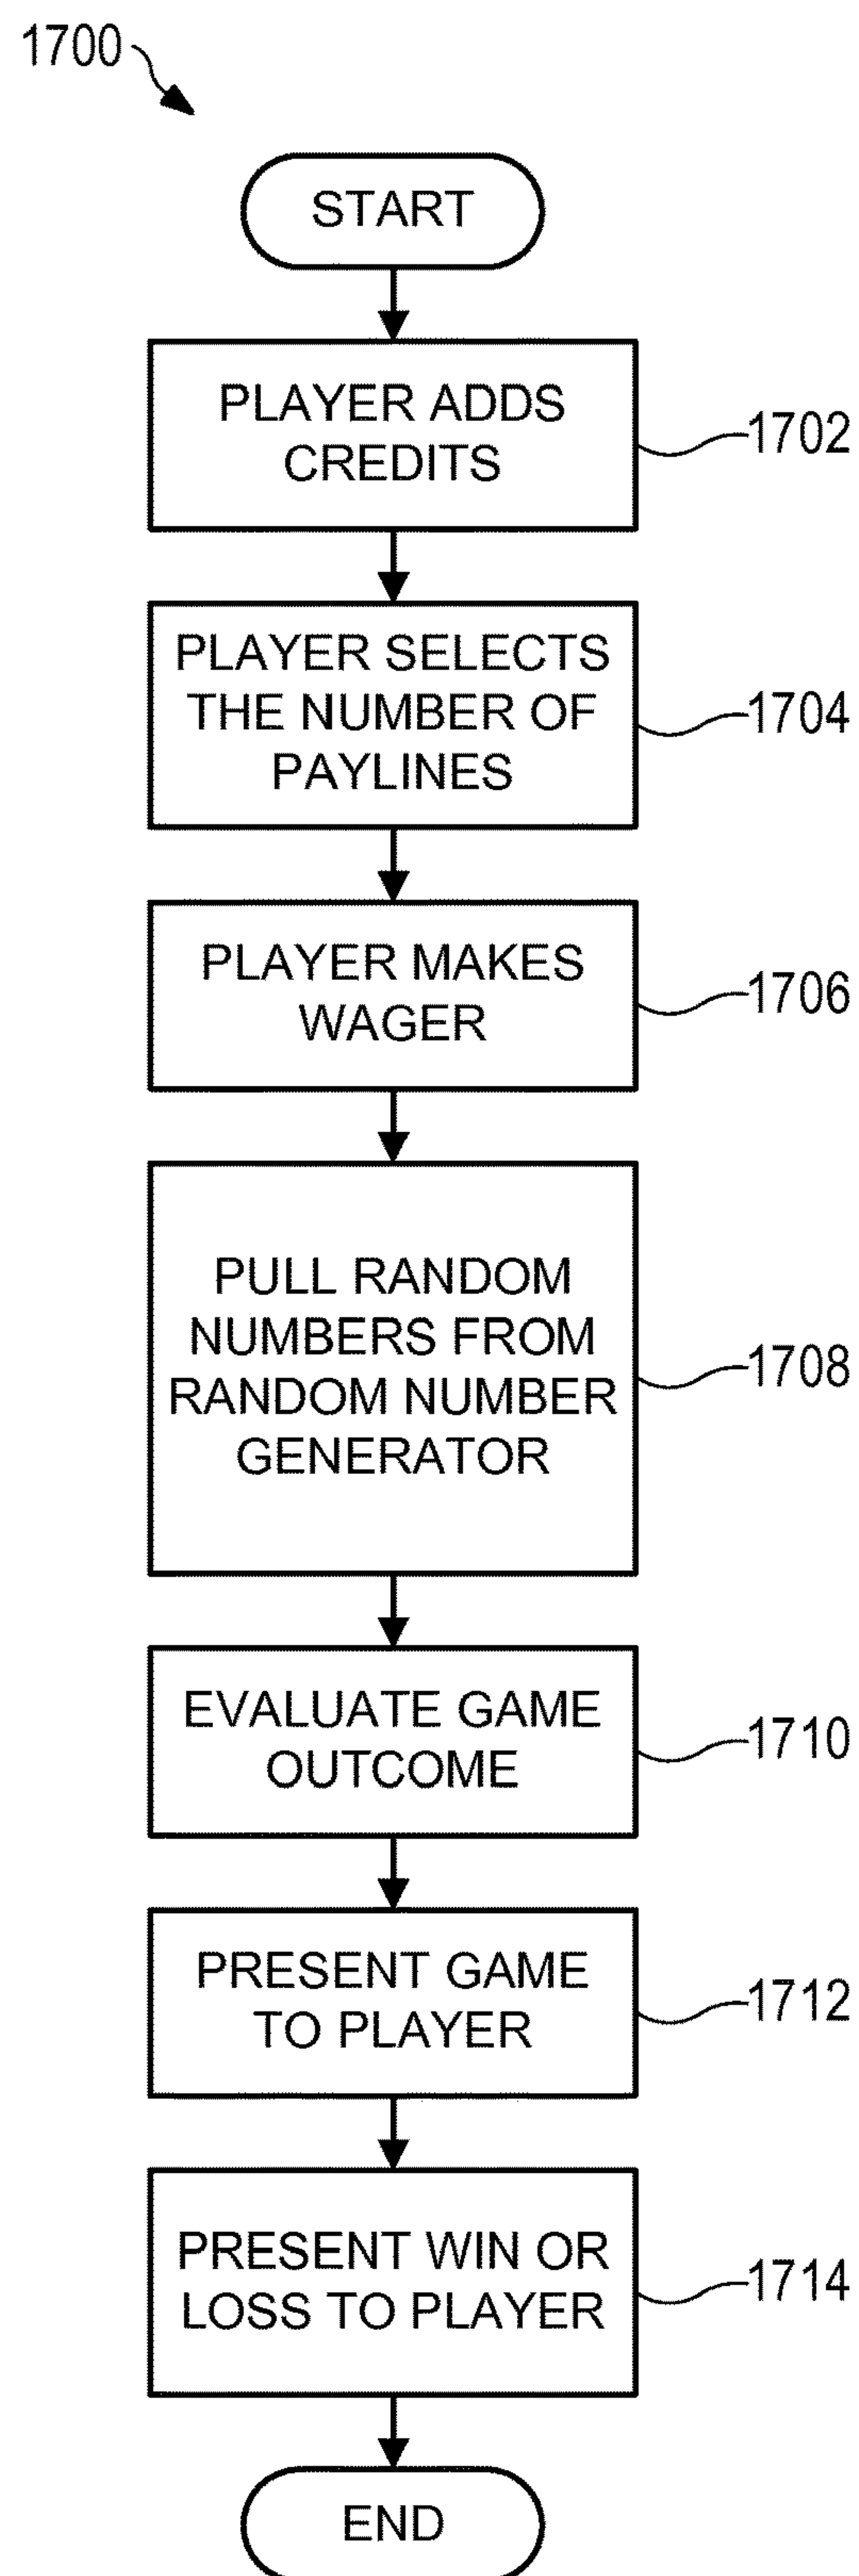 1700
START
PLAYER ADDS
CREDITS
1702
PLAYER SELECTS
THE NUMBER OF
PAYLINES
1704
PLAYER MAKES
WAGER
1706
PULL RANDOM
NUMBERS FROM
RANDOM NUMBER
GENERATOR
1708
EVALUATE GAME
OUTCOME
1710
PRESENT GAME
TO PLAYER
1712
PRESENT WIN OR
LOSS TO PLAYER
1714
END